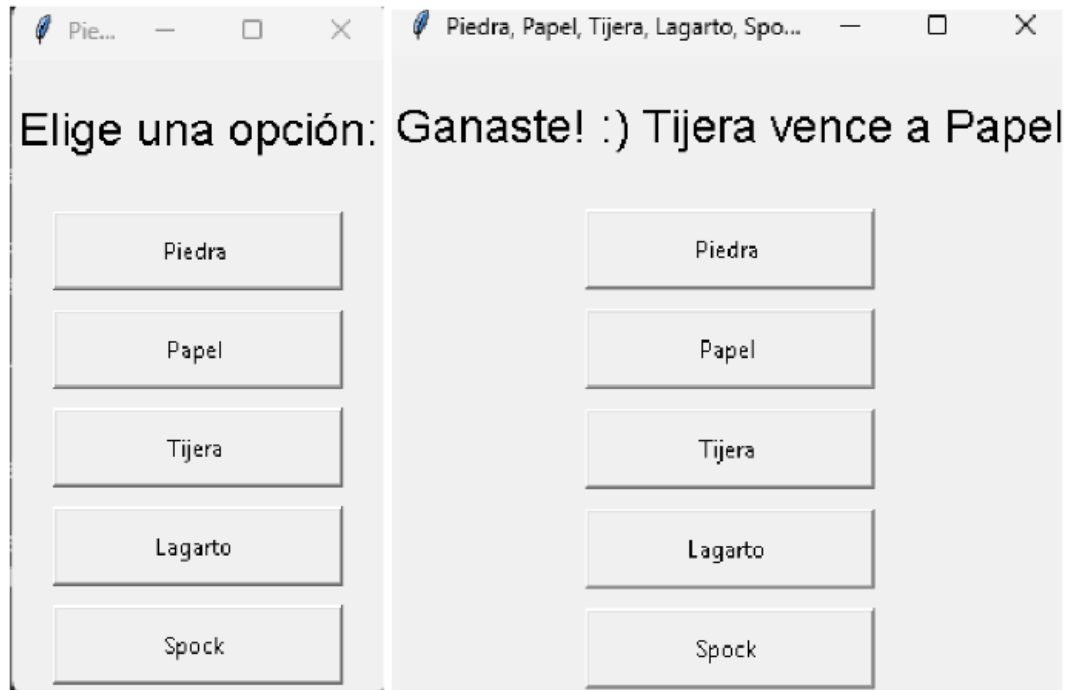 Pie...
Elige una opción:
Piedra
Papel
Tijera
Lagarto
Spock
Piedra, Papel, Tijera, Lagarto, Spo...
Ganaste! :) Tijera vence a Papel
Piedra
Papel
Tijera
Lagarto
Spock